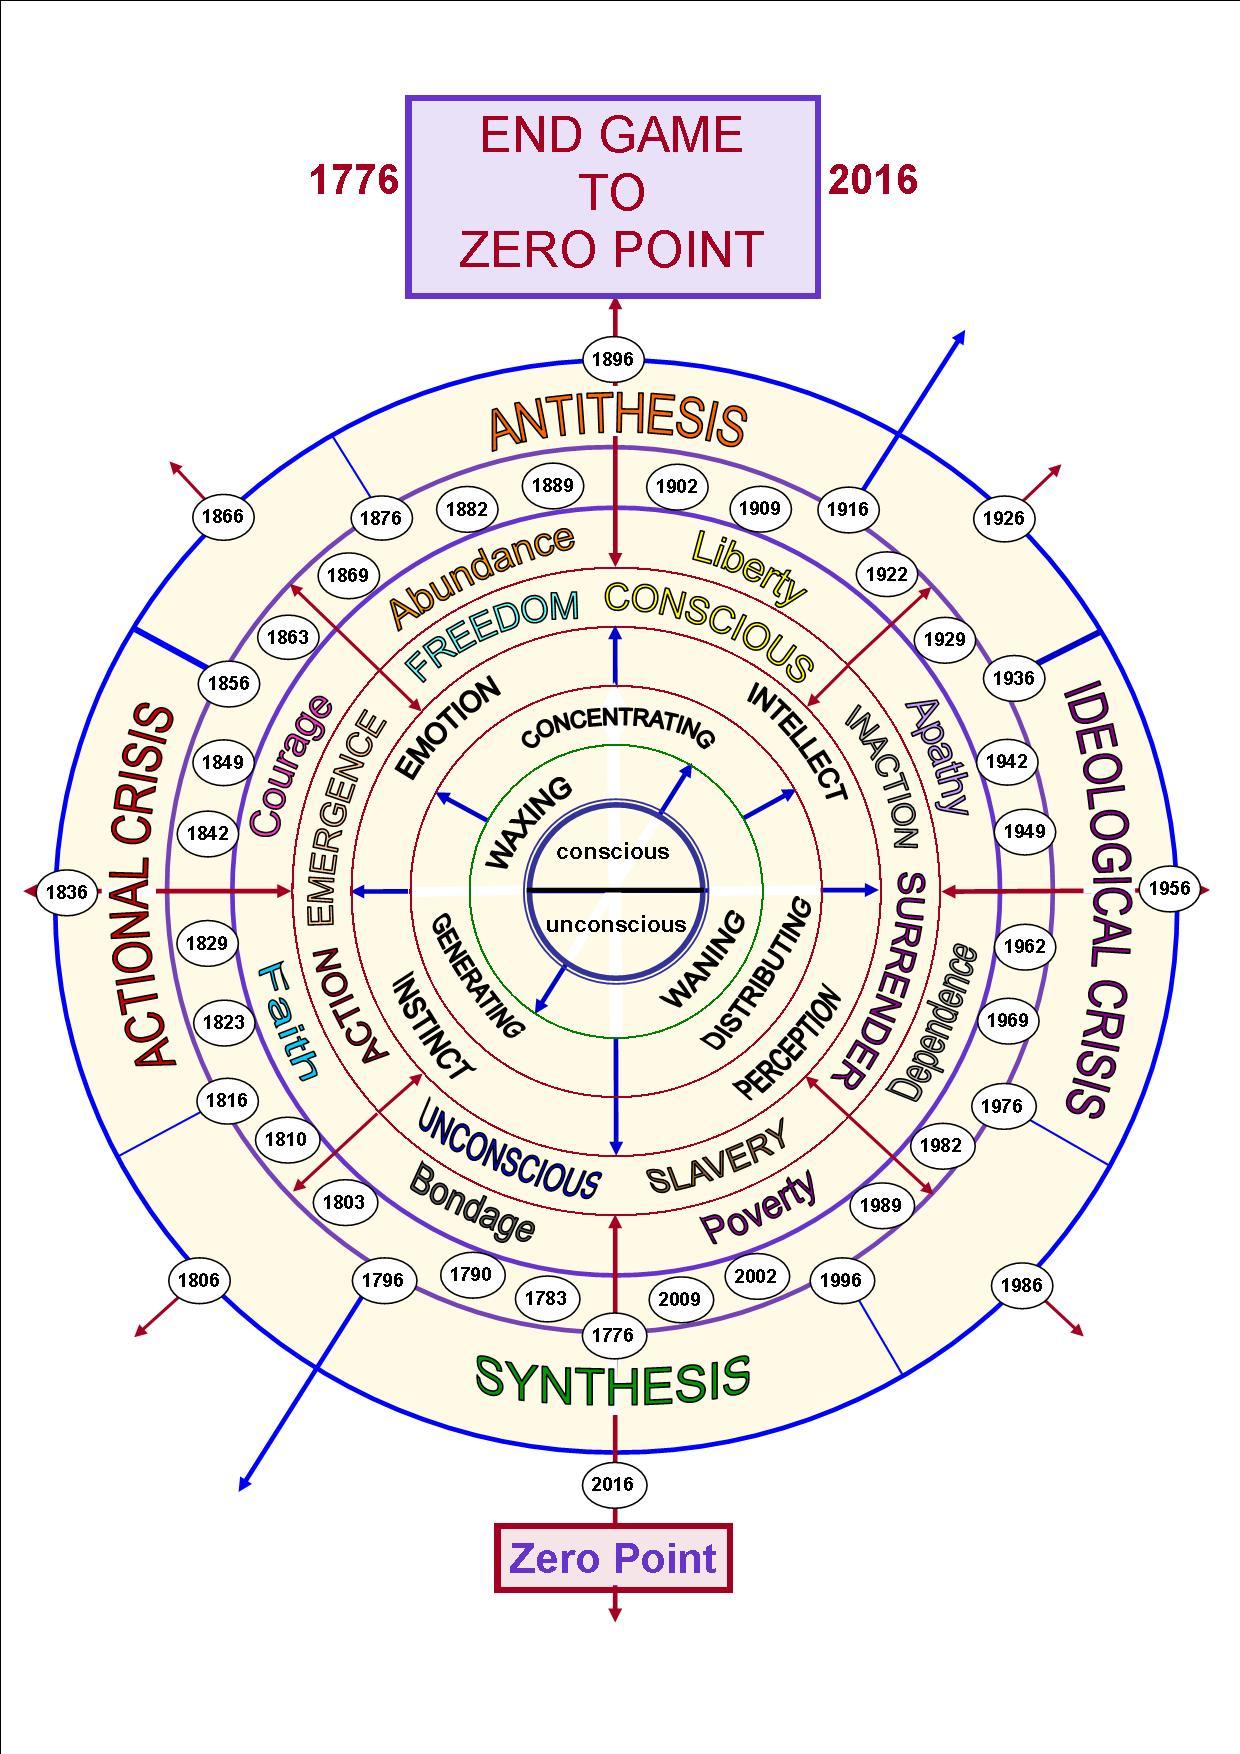 END GAME
TO
ZERO POINT
1776
2016
1896
ANTITHESIS
1866
1876
1882
1889
1902
1909
1916
1926
1869
1922
1863
1929
1856
1936
1849
1942
1842
1949
1836
1956
1829
1962
1823
1969
1816
1976
1810
1982
1803
1989
1806
1796
1790
1783
1776
2009
2002
1996
1986
ACTIONAL CRISIS
IDEOLOGICAL CRISIS
SYNTHESIS
Abundance
Liberty
Courage
Apathy
Faith
Dependence
Bondage
Poverty
FREEDOM
CONSCIOUS
EMERGENCE
INACTION
ACTION
SURRENDER
UNCONSCIOUS
SLAVERY
EMOTION
INTELLECT
INSTINCT
PERCEPTION
CONCENTRATING
GENERATING
DISTRIBUTING
WAXING
WANING
conscious
unconscious
2016
Zero Point